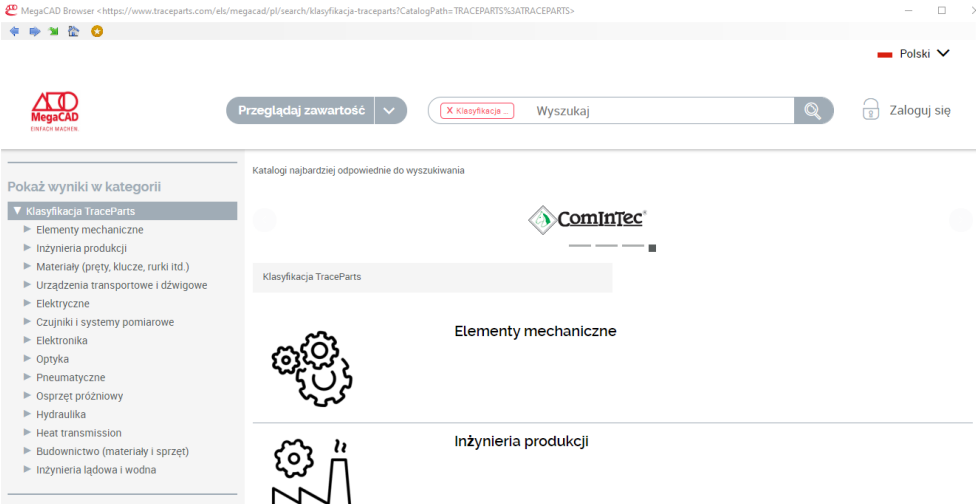 MegaCAD Browser <https://www.traceparts.com/els/megacad/pl/search/klasyfikacja-traceparts?CatalogPath=TRACEPARTS%3ATRACEPARTS>
Polski
MegaCAD
EINFACH MACHEN.
Przeglądaj zawartość
X Klasyfikacja ...
Wyszukaj
Zaloguj się
Pokaż wyniki w kategorii
Klasyfikacja TraceParts
Elementy mechaniczne
Inżynieria produkcji
Materiały (pręty, klucze, rurki itd.)
Urządzenia transportowe i dźwigowe
Elektryczne
Czujniki i systemy pomiarowe
Elektronika
Optyka
Pneumatyczne
Osprzęt próżniowy
Hydraulika
Heat transmission
Budownictwo (materiały i sprzęt)
Inżynieria lądowa i wodna
Katalogi najbardziej odpowiednie do wyszukiwania
ComInTec
Klasyfikacja TraceParts
Elementy mechaniczne
Inżynieria produkcji